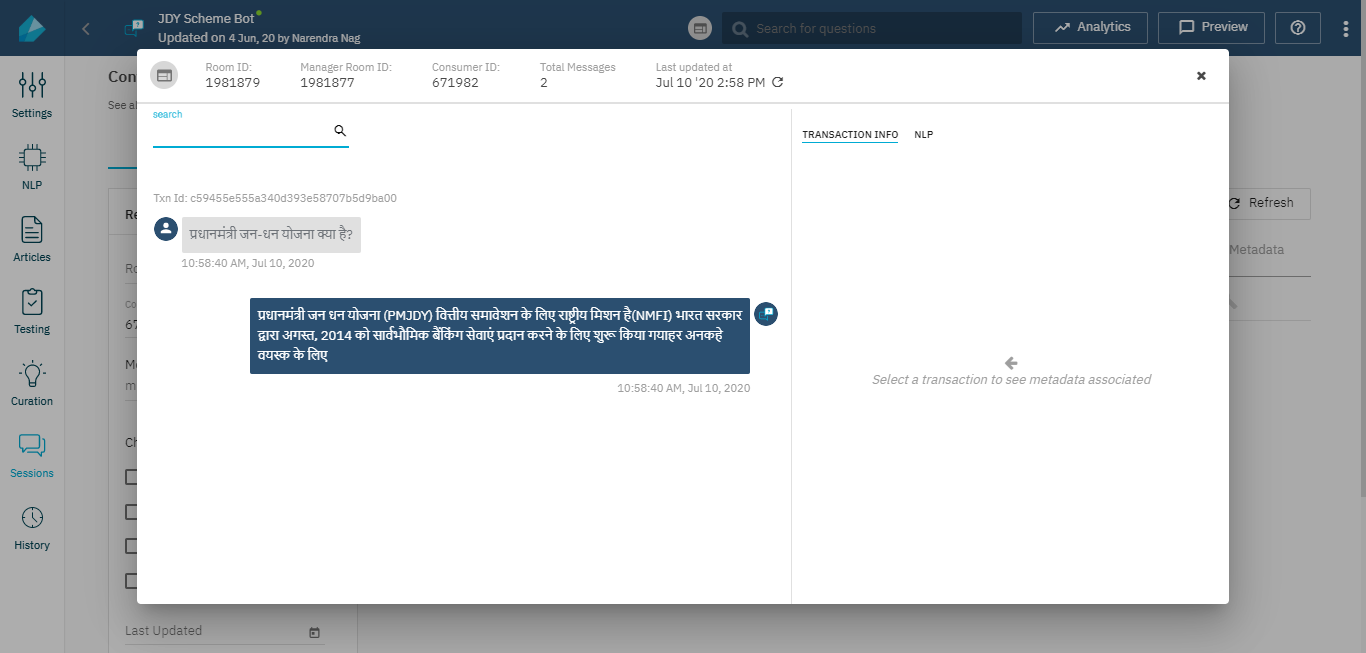 JDY Scheme Bot
Updated on 4 Jun, 20 by Narendra Nag
Search for questions
Analytics
Preview
Settings
NLP
Articles
Testing
Curation
Sessions
History
Con
See al
Re
Ro
Co
67
Me
m
Ch
Last Updated
Refresh
Metadata
Room ID:
1981879
Manager Room ID:
1981877
Consumer ID:
671982
Total Messages
2
Last updated at
Jul 10 '20 2:58 PM
search
Txn Id: c59455e555a340d393e58707b5d9ba00
प्रधानमंत्री जन-धन योजना क्या है?
10:58:40 AM, Jul 10, 2020
प्रधानमंत्री जन धन योजना (PMJDY) वित्तीय समावेशन के लिए राष्ट्रीय मिशन है(NMFI) भारत सरकार
द्वारा अगस्त, 2014 को सार्वभौमिक बैंकिंग सेवाएं प्रदान करने के लिए शुरू किया गयाहर अनकहे
वयस्क के लिए
10:58:40 AM, Jul 10, 2020
TRANSACTION INFO NLP
Select a transaction to see metadata associated